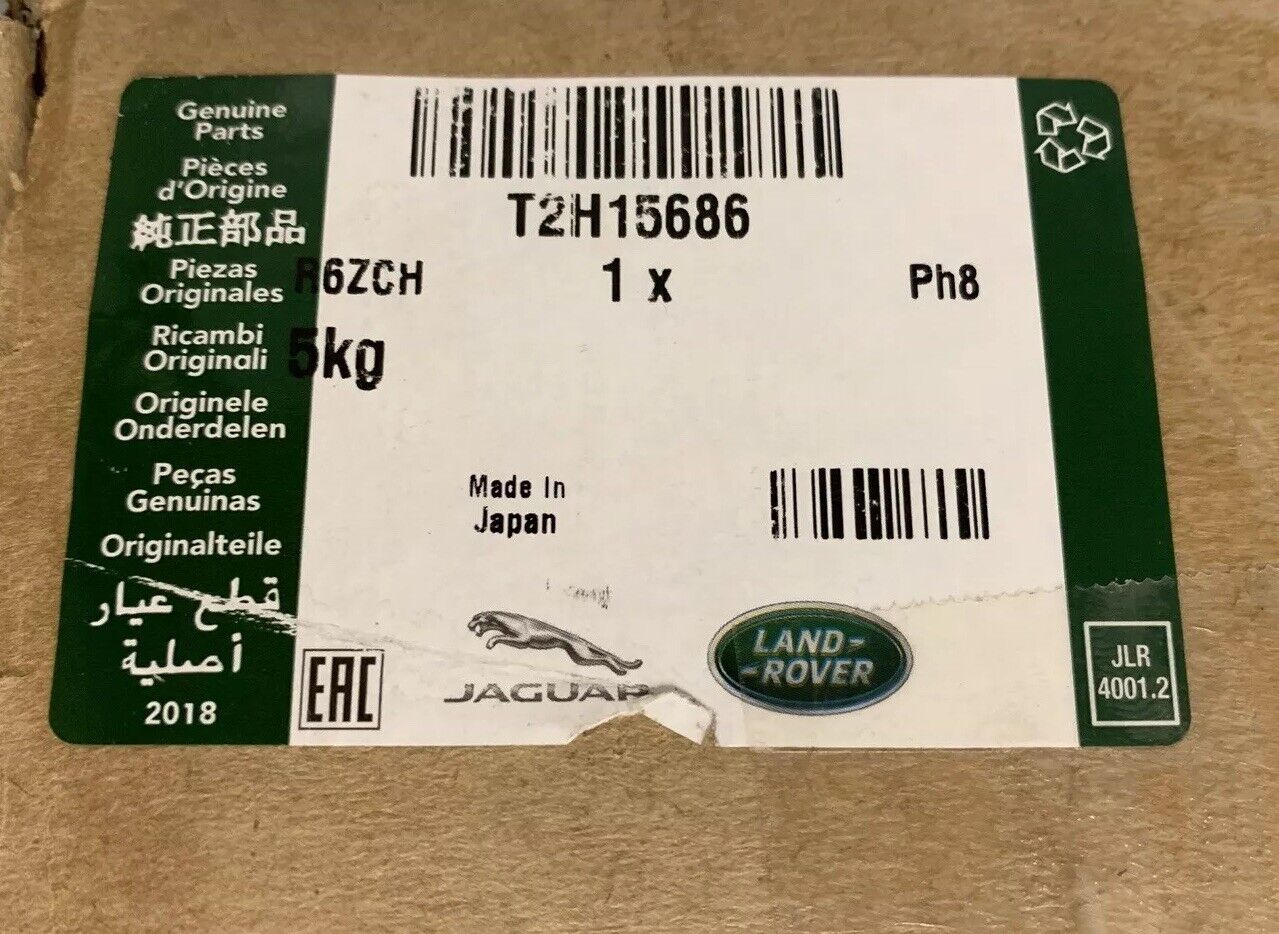 Genuine
Parts
Pièces
d'Origine
純正部品
Piezas
Originales
Ricambi
Originali
Originele
Onderdelen
Peças
Genuinas
Originalteile
قطع عيار
أصلية
2018
T2H15686
R6ZCH 1 x Ph8
5kg
Made In
Japan
EAC
JAGUAR
LAND-
-ROVER
JLR
4001.2